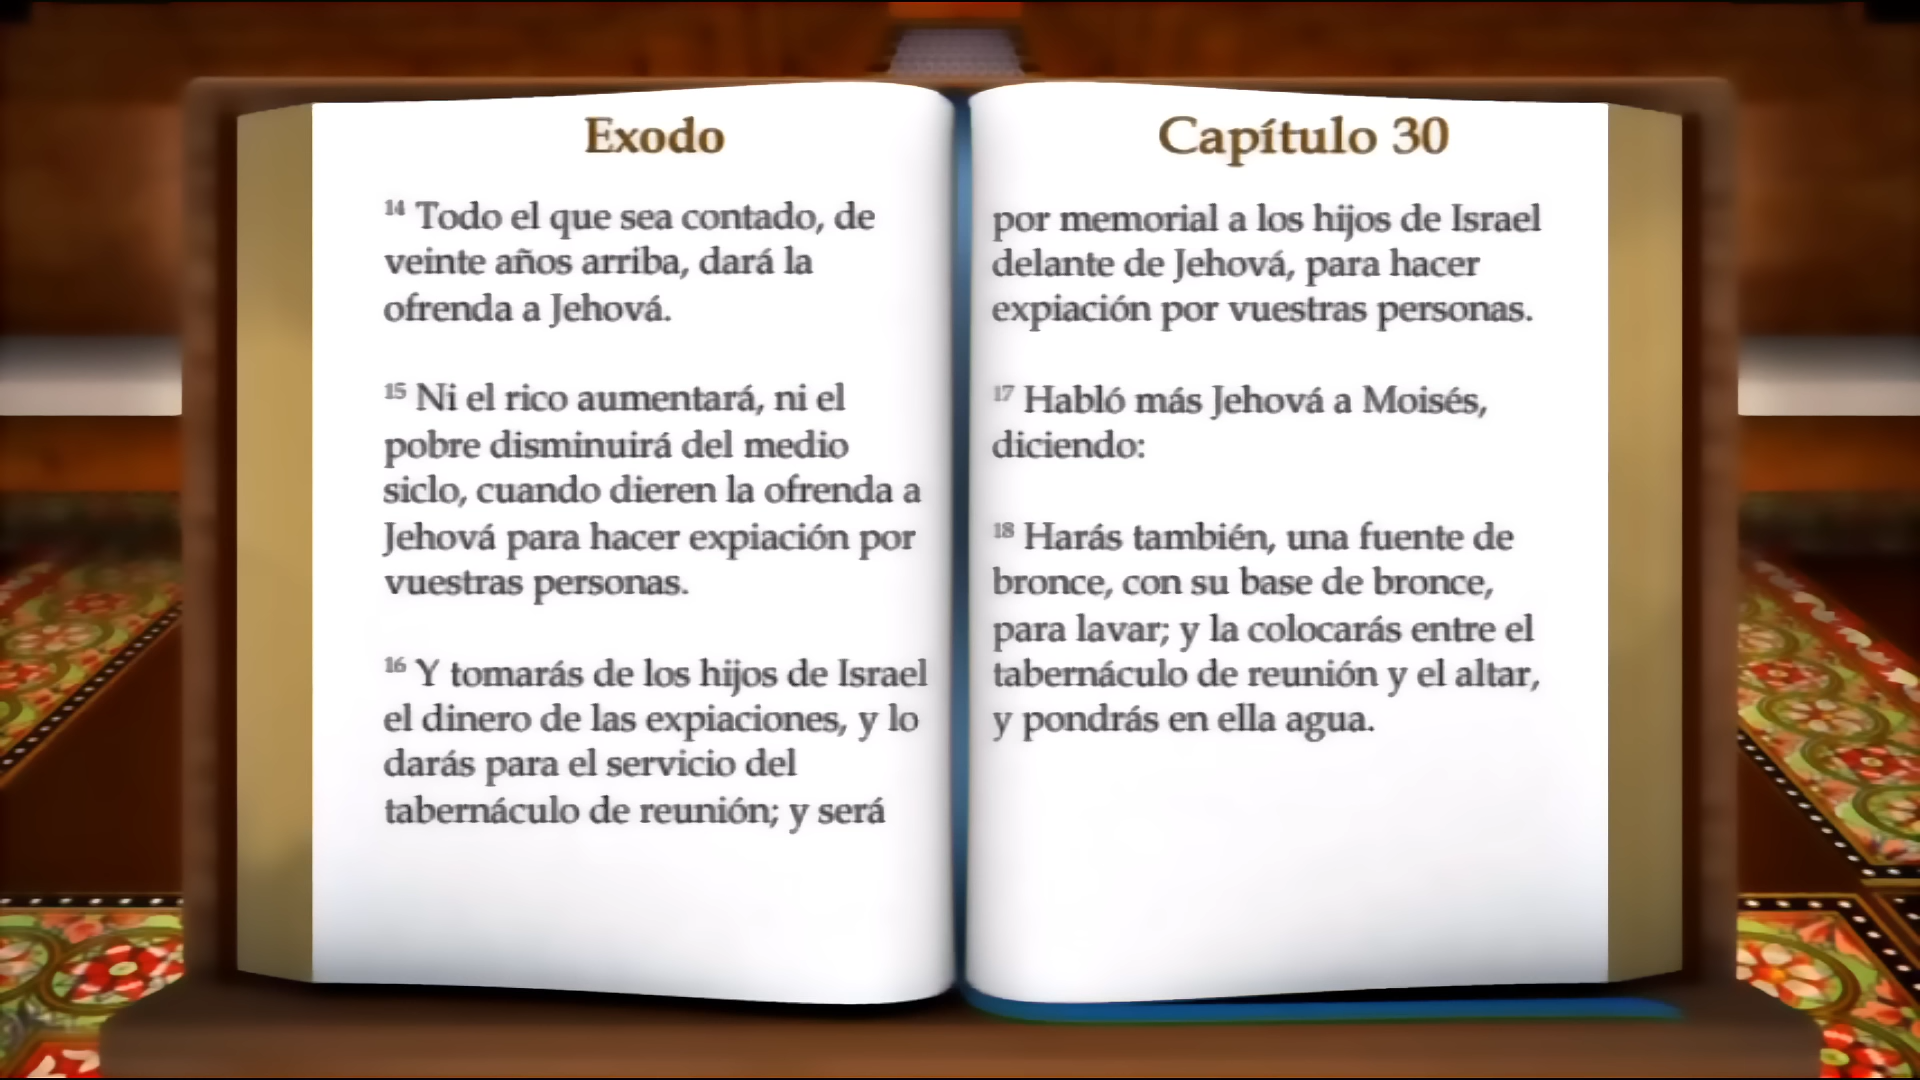 Exodo
14 Todo el que sea contado, de
veinte años arriba, dará la
ofrenda a Jehová.
15 Ni el rico aumentará, ni el
pobre disminuirá del medio
siclo, cuando dieren la ofrenda a
Jehová para hacer expiación por
vuestras personas.
16 Y tomarás de los hijos de Israel
el dinero de las expiaciones, y lo
darás para el servicio del
tabernáculo de reunión; y será
Capítulo 30
por memorial a los hijos de Israel
delante de Jehová, para hacer
expiación por vuestras personas.
17 Habló más Jehová a Moisés,
diciendo:
18 Harás también, una fuente de
bronce, con su base de bronce,
para lavar; y la colocarás entre el
tabernáculo de reunión y el altar,
y pondrás en ella agua.